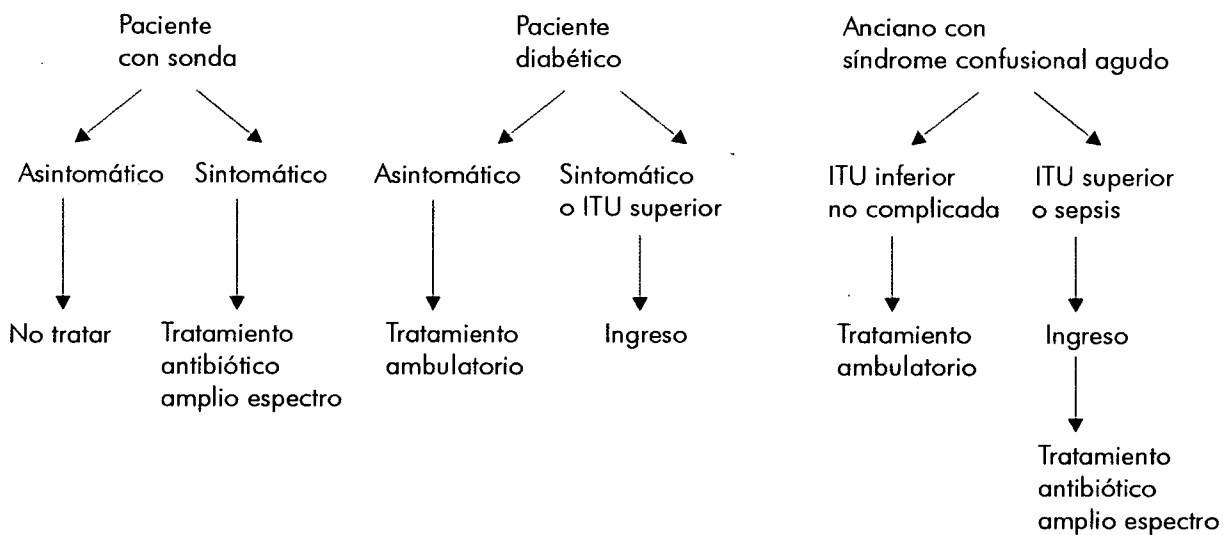 Paciente
con sonda
Paciente
diabético
Anciano con
síndrome confusional agudo
Asintomático
Sintomático
Asintomático
Sintomático
o ITU superior
ITU inferior
no complicada
ITU superior
o sepsis
No tratar
Tratamiento
antibiótico
amplio espectro
Tratamiento
ambulatorio
Ingreso
Tratamiento
ambulatorio
Ingreso
Tratamiento
antibiótico
amplio espectro